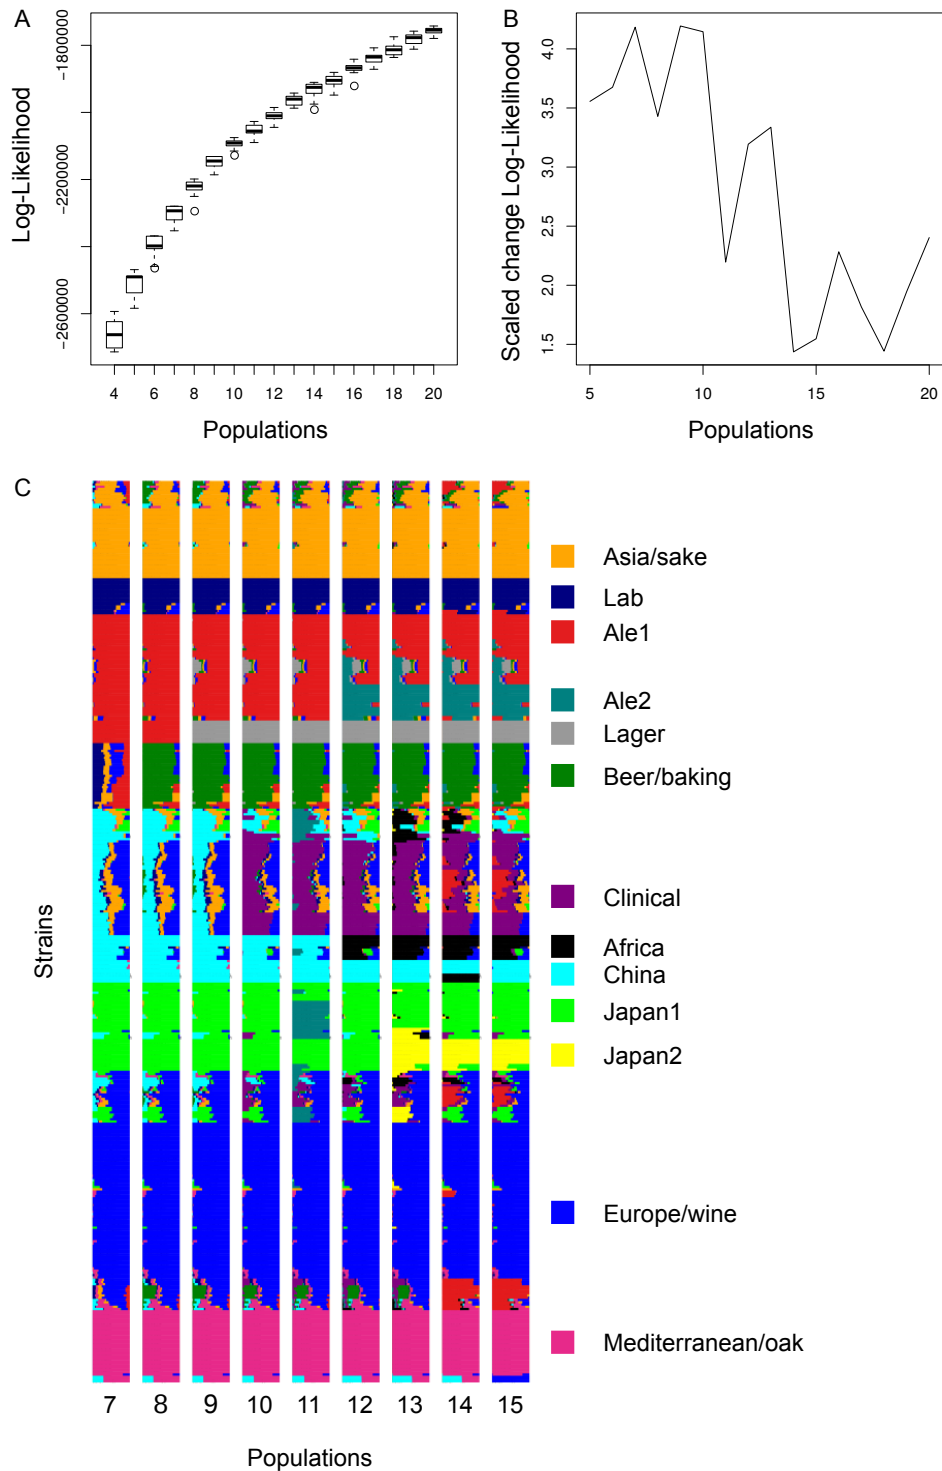 A
Log-Likelihood
-1800000
-2200000
-2600000
4 6 8 10 12 14 16 18 20
Populations
B
Scaled change Log-Likelihood
4.0
3.5
3.0
2.5
2.0
1.5
5 10 15 20
Populations
C
Strains
Asia/sake
Lab
Ale1
Ale2
Lager
Beer/baking
Clinical
Africa
China
Japan1
Japan2
Europe/wine
Mediterranean/oak
7 8 9 10 11 12 13 14 15
Populations